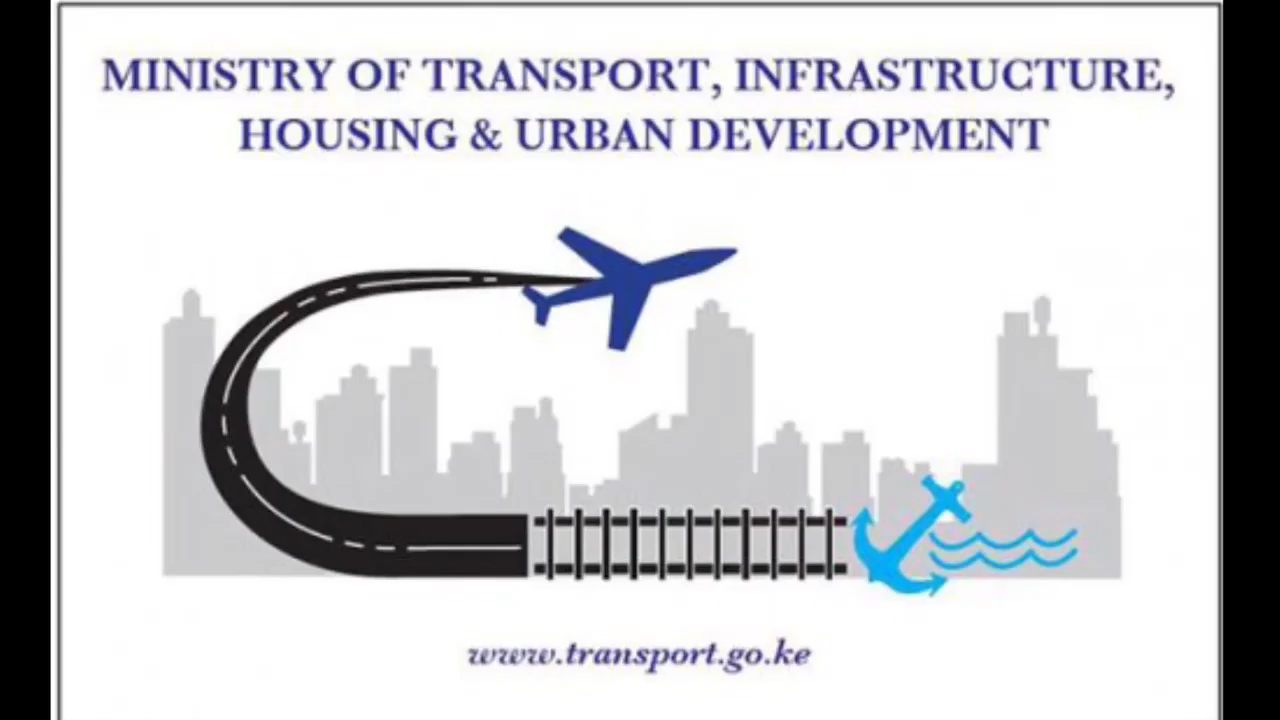 MINISTRY OF TRANSPORT, INFRASTRUCTURE,
HOUSING & URBAN DEVELOPMENT
www.transport.go.ke